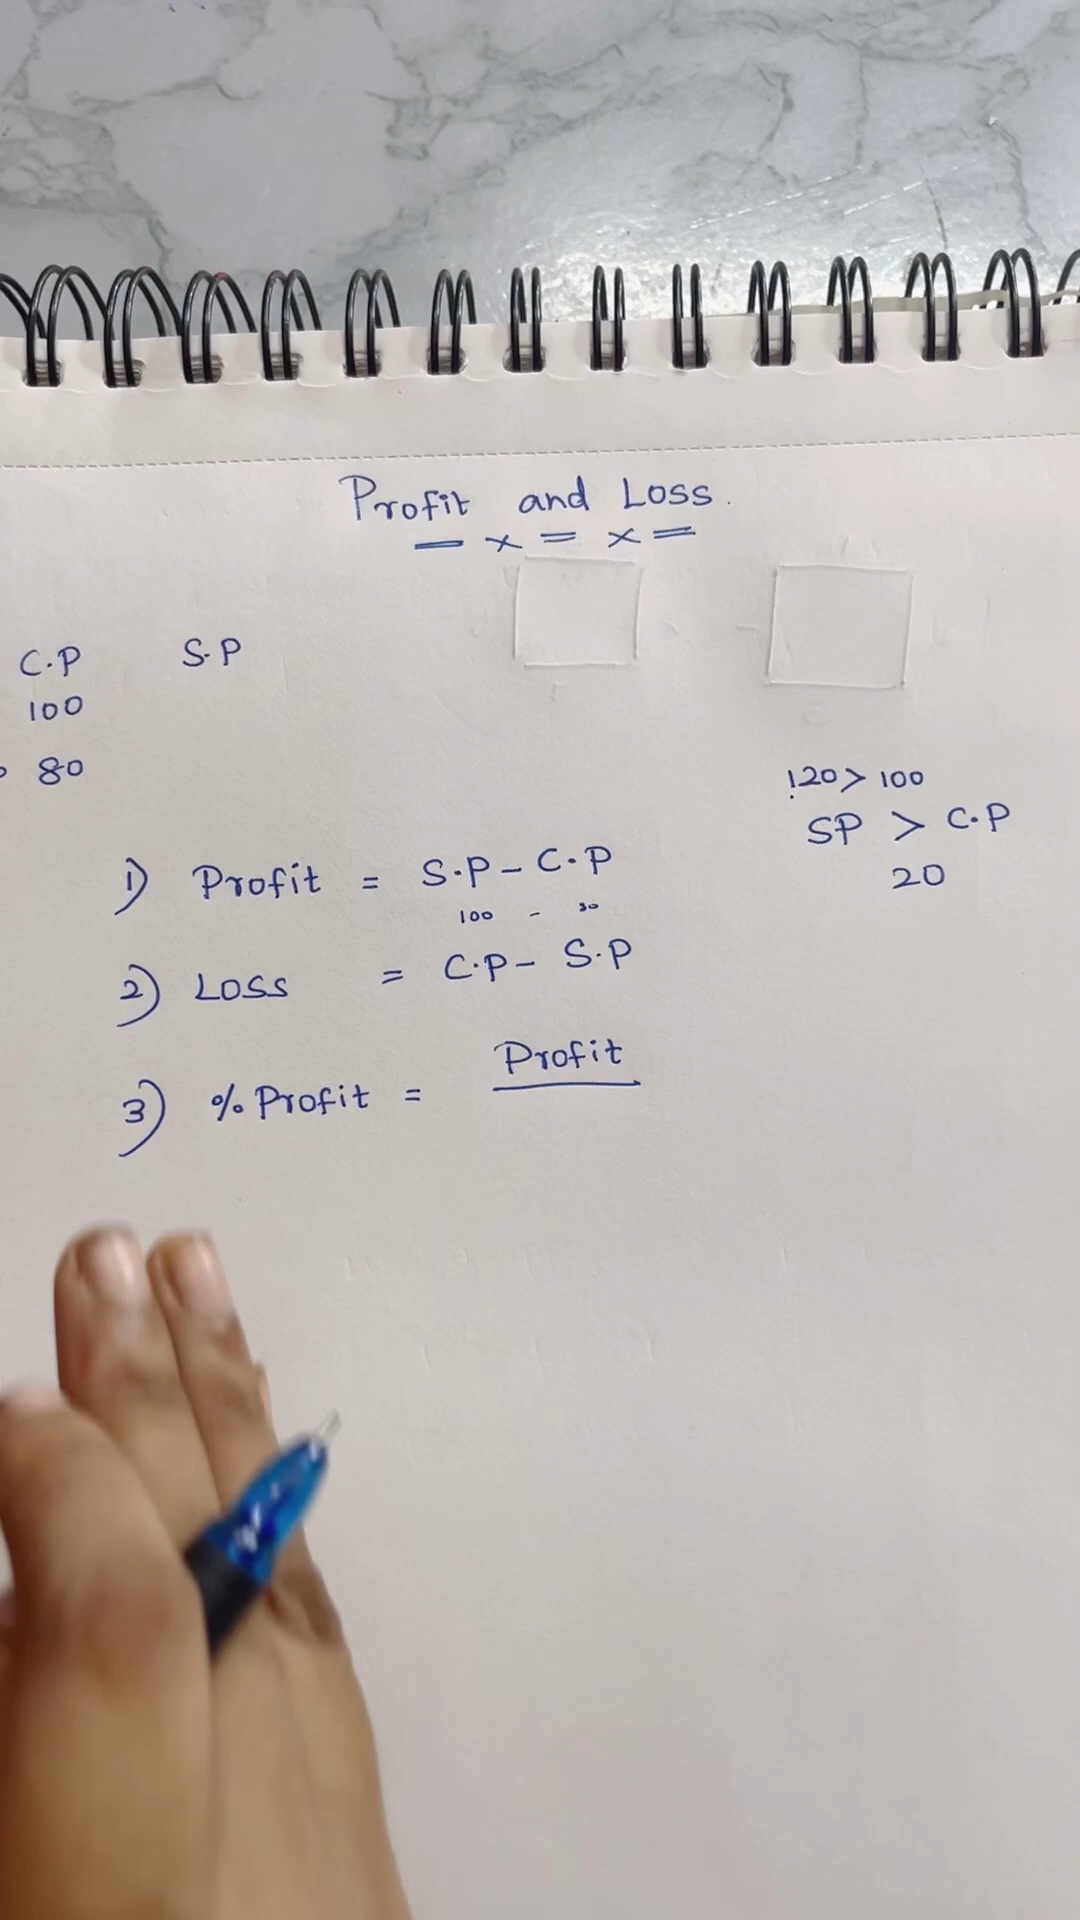 Profit and Loss.
C.P S.P
100
80
120 > 100
SP > C.P
20
1) Profit = S.P - C.P
100 -
2) Loss = C.P - S.P
3) % Profit = Profit